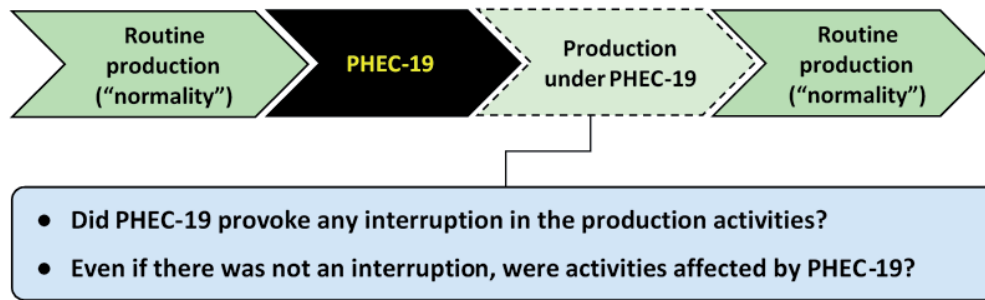 Routine
production
(“normality”)
PHEC-19
Production
under PHEC-19
Routine
production
(“normality”)
● Did PHEC-19 provoke any interruption in the production activities?
● Even if there was not an interruption, were activities affected by PHEC-19?